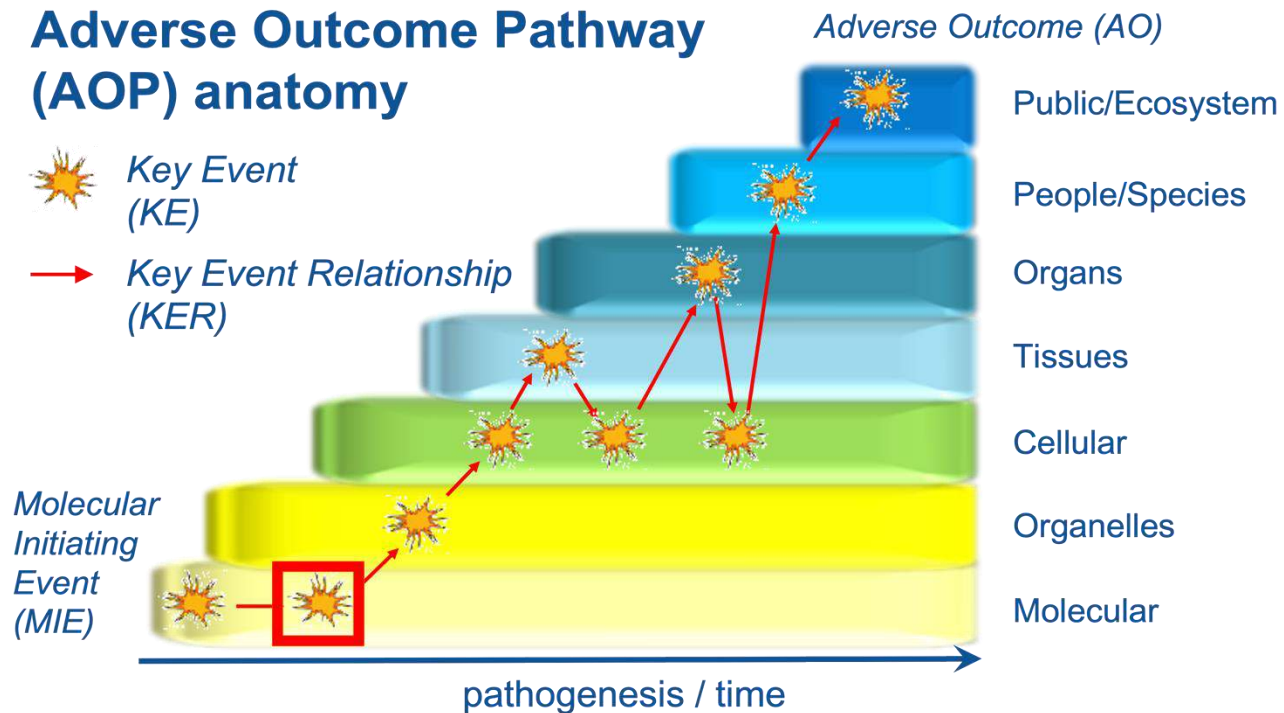 Adverse Outcome Pathway
(AOP) anatomy
Adverse Outcome (AO)
Key Event
(KE)
Key Event Relationship
(KER)
Public/Ecosystem
People/Species
Organs
Tissues
Cellular
Organelles
Molecular
Molecular
Initiating
Event
(MIE)
pathogenesis / time